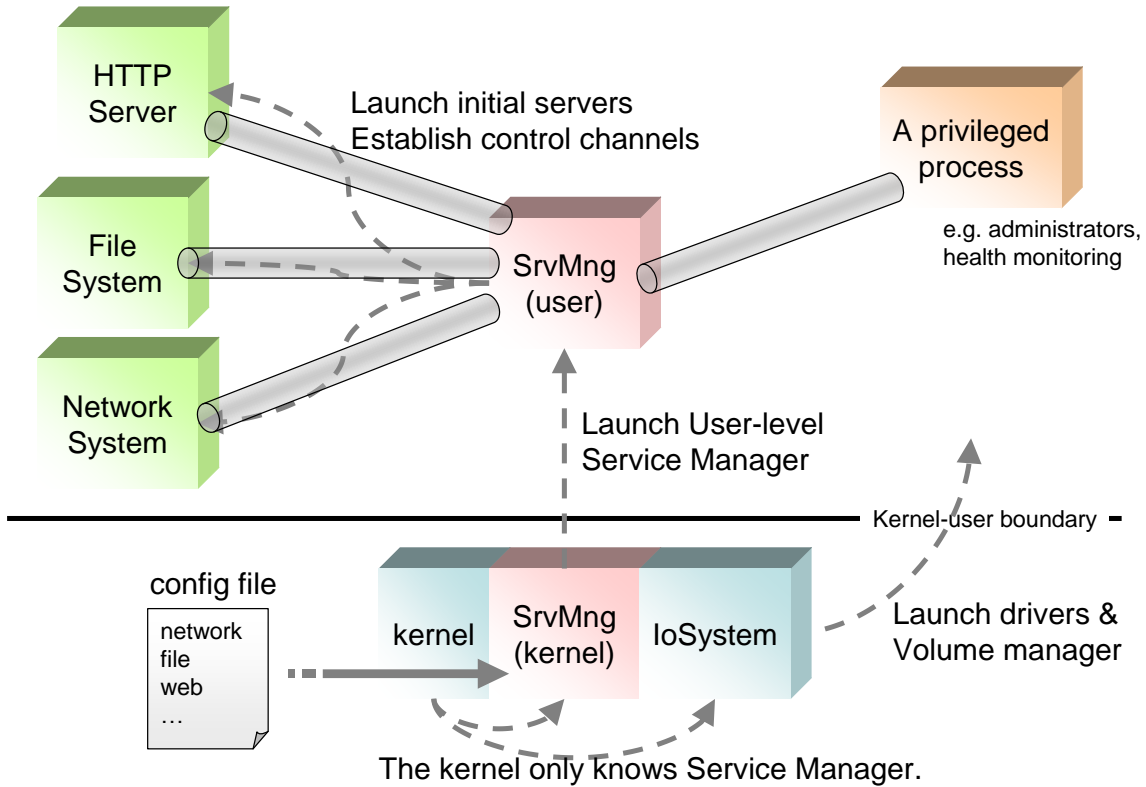 HTTP
Server
Launch initial servers
Establish control channels
A privileged
process
e.g. administrators,
health monitoring
File
System
SrvMng
(user)
Network
System
Launch User-level
Service Manager
Kernel-user boundary
config file
network
file
web
…
kernel
SrvMng
(kernel)
IoSystem
Launch drivers &
Volume manager
The kernel only knows Service Manager.